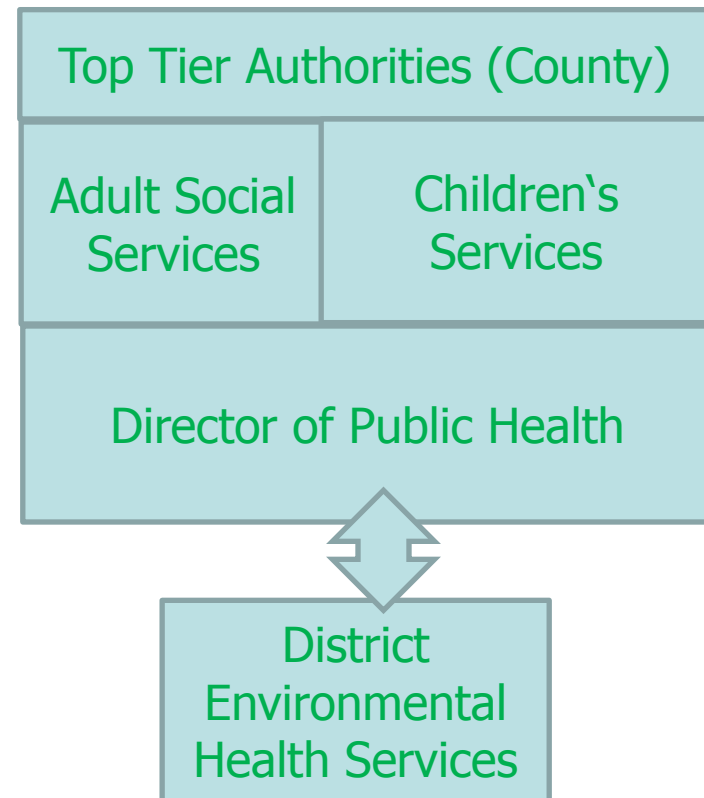 Top Tier Authorities (County)
Adult Social
Services
Children‘s
Services
Director of Public Health
District
Environmental
Health Services